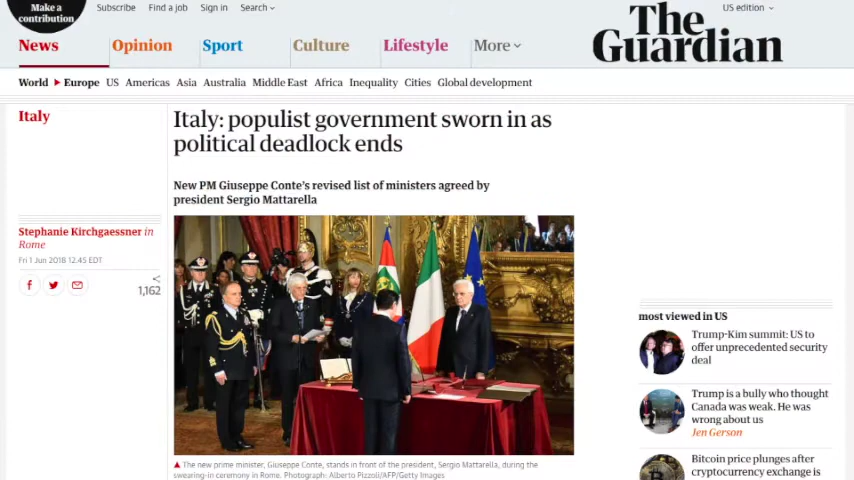 Make a
contribution
Subscribe Find a job Sign in Search
US edition
The
Guardian
News Opinion Sport Culture Lifestyle More
World Europe US Americas Asia Australia Middle East Africa Inequality Cities Global development
Italy
Italy: populist government sworn in as
political deadlock ends
New PM Giuseppe Conte's revised list of ministers agreed by
president Sergio Mattarella
Stephanie Kirchgaessner in
Rome
Fri 1 Jun 2018 12.45 EDT
1,162
The new prime minister, Giuseppe Conte, stands in front of the president, Sergio Mattarella, during the
swearing-in ceremony in Rome. Photograph: Alberto Pizzoli/AFP/Getty Images
most viewed in US
Trump-Kim summit: US to
offer unprecedented security
deal
Trump is a bully who thought
Canada was weak. He was
wrong about us
Jen Gerson
Bitcoin price plunges after
cryptocurrency exchange is